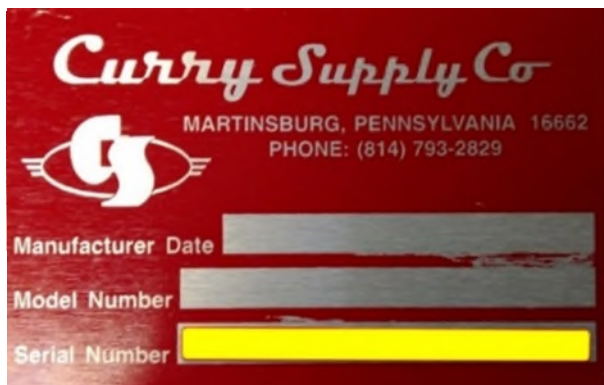 Curry Supply Co
MARTINSBURG, PENNSYLVANIA 16662
PHONE: (814) 793-2829
CS
Manufacturer Date
Model Number
Serial Number